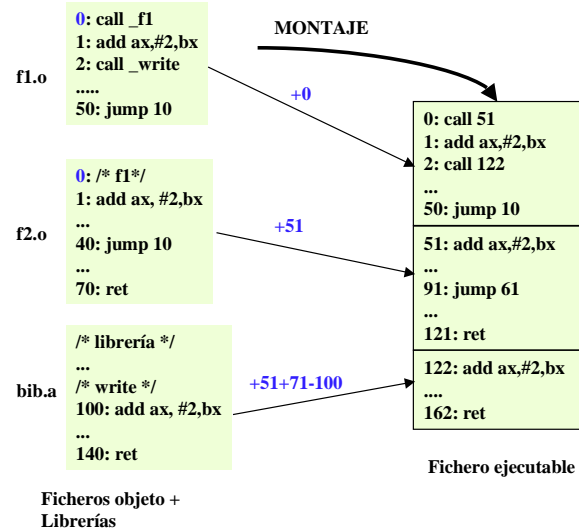 f1.o
0: call _f1
1: add ax,#2,bx
2: call _write
.....
50: jump 10
MONTAJE
+0
f2.o
0: /* f1*/
1: add ax, #2,bx
...
40: jump 10
...
70: ret
+51
bib.a
/* librería */
...
/* write */
100: add ax, #2,bx
...
140: ret
+51+71-100
Ficheros objeto +
Librerías
0: call 51
1: add ax,#2,bx
2: call 122
...
50: jump 10
51: add ax,#2,bx
...
91: jump 61
...
121: ret
122: add ax,#2,bx
....
162: ret
Fichero ejecutable